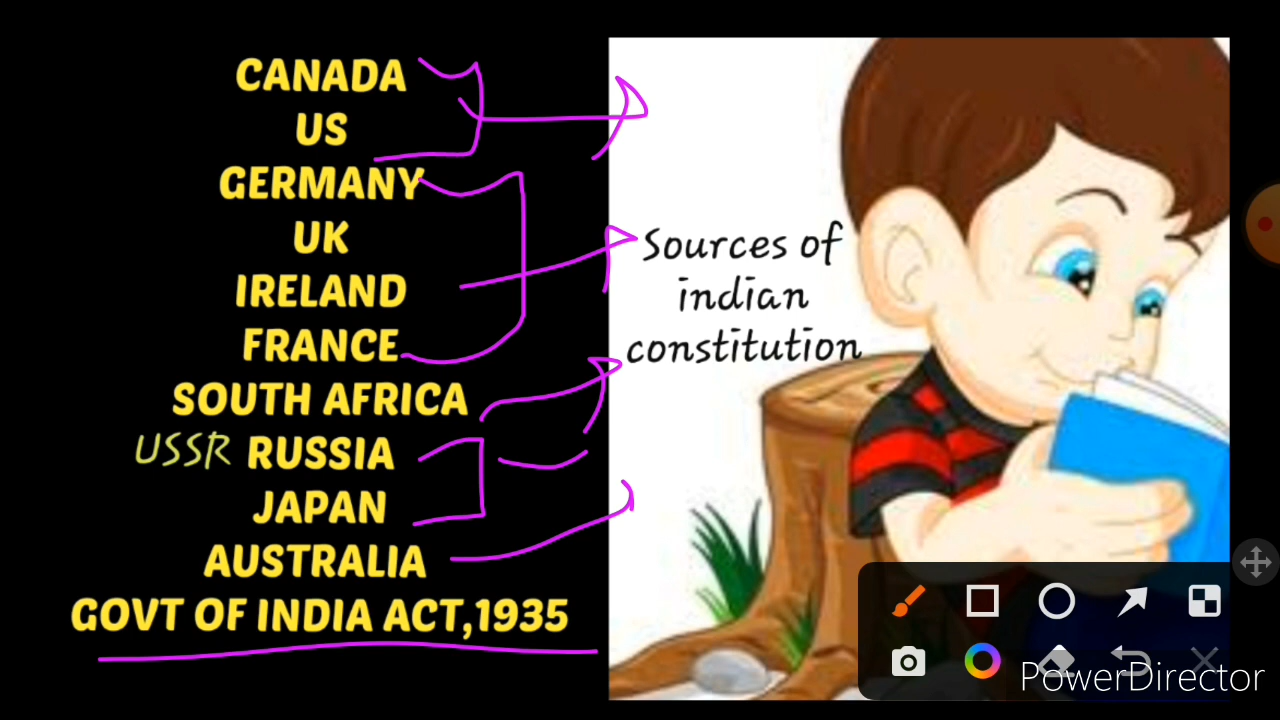 CANADA
US
GERMANY
UK
IRELAND
FRANCE
SOUTH AFRICA
USSR RUSSIA
JAPAN
AUSTRALIA
GOVT OF INDIA ACT,1935
Sources of
indian
constitution
PowerDirector